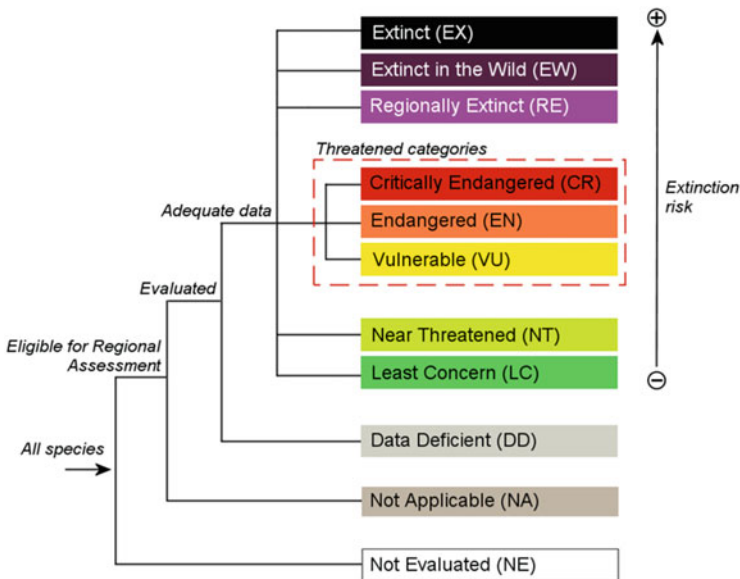 Extinct (EX)
Extinct in the Wild (EW)
Regionally Extinct (RE)
Threatened categories
Critically Endangered (CR)
Adequate data
Endangered (EN)
Extinction
risk
Vulnerable (VU)
Evaluated
Near Threatened (NT)
Eligible for Regional
Assessment
Least Concern (LC)
All species
Data Deficient (DD)
Not Applicable (NA)
Not Evaluated (NE)